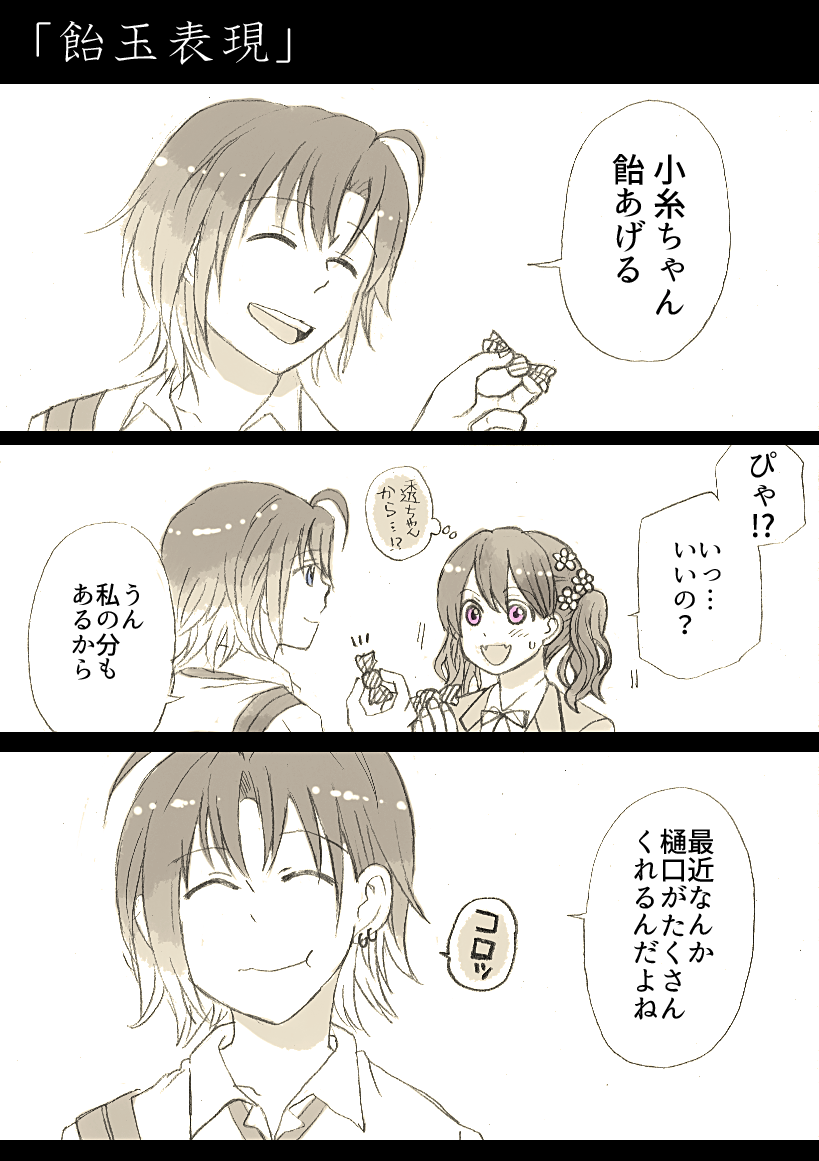 「飴玉表現」
小糸ちゃん
飴あげる
ぴゃ!?
いっ…
いいの?
透ちゃん
から…!?
うん
私の分も
あるから
最近なんか
樋口がたくさん
くれるんだよね
コロッ